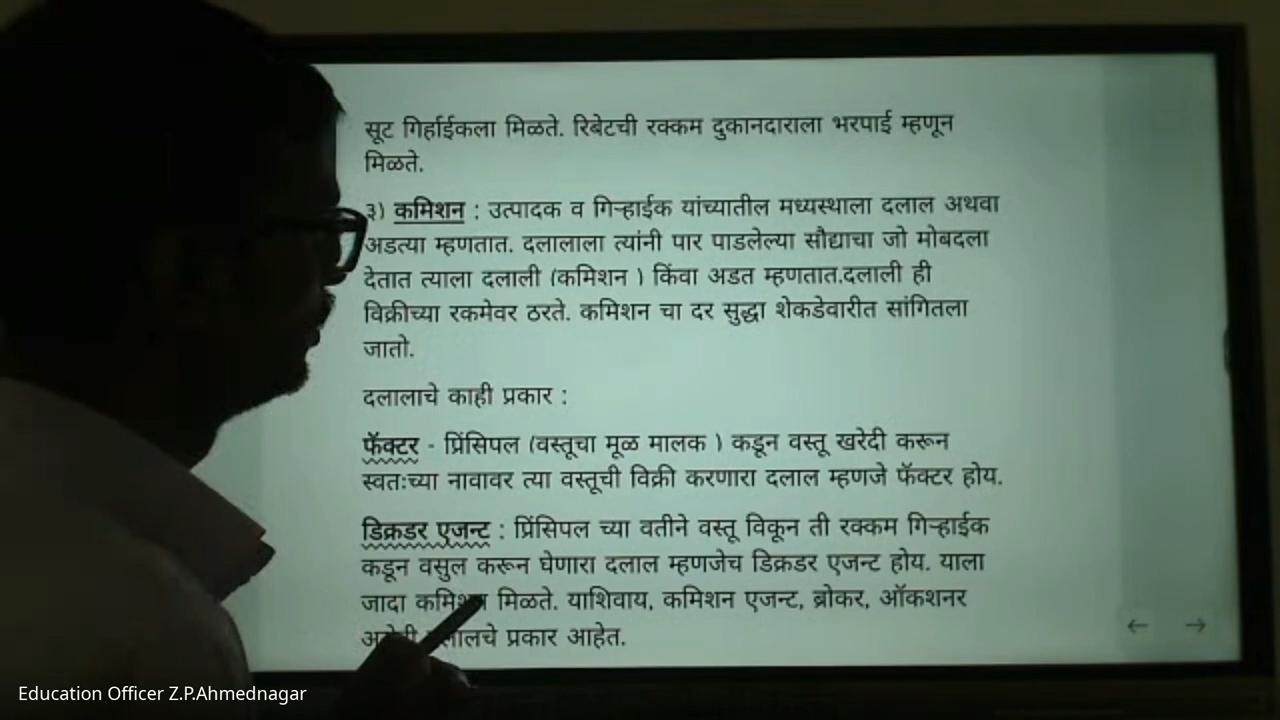 सूट गिर्हाईकला मिळते. रिबेटची रक्कम दुकानदाराला भरपाई म्हणून
मिळते.
३) कमिशन : उत्पादक व गिऱ्हाईक यांच्यातील मध्यस्थाला दलाल अथवा
अडत्या म्हणतात. दलालाला त्यांनी पार पाडलेल्या सौद्याचा जो मोबदला
देतात त्याला दलाली (कमिशन ) किंवा अडत म्हणतात.दलाली ही
विक्रीच्या रकमेवर ठरते. कमिशन चा दर सुद्धा शेकडेवारीत सांगितला
जातो.
दलालाचे काही प्रकार :
फॅक्टर - प्रिंसिपल (वस्तूचा मूळ मालक ) कडून वस्तू खरेदी करून
स्वतःच्या नावावर त्या वस्तूची विक्री करणारा दलाल म्हणजे फॅक्टर होय.
डिक्रडर एजन्ट : प्रिंसिपल च्या वतीने वस्तू विकून ती रक्कम गिऱ्हाईक
कडून वसुल करून घेणारा दलाल म्हणजेच डिक्रडर एजन्ट होय. याला
जादा कमिशन मिळते. याशिवाय, कमिशन एजन्ट, ब्रोकर, ऑकशनर
प्रकार आहेत.
Education Officer Z.P.Ahmednagar